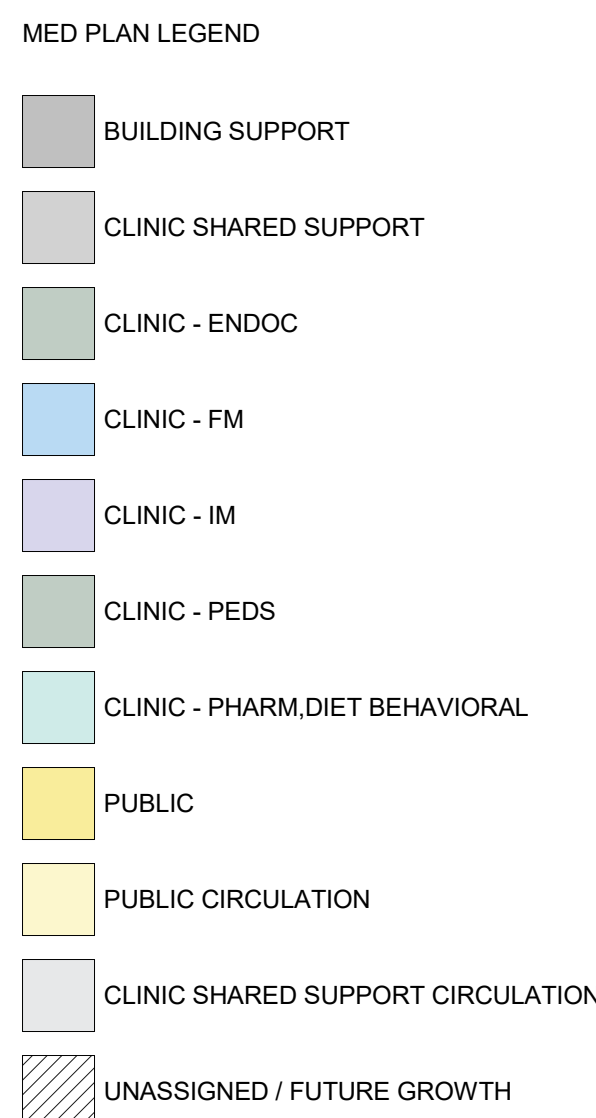 MED PLAN LEGEND
BUILDING SUPPORT
CLINIC SHARED SUPPORT
CLINIC - ENDOC
CLINIC - FM
CLINIC - IM
CLINIC - PEDS
CLINIC - PHARM,DIET BEHAVIORAL
PUBLIC
PUBLIC CIRCULATION
CLINIC SHARED SUPPORT CIRCULATION
UNASSIGNED / FUTURE GROWTH